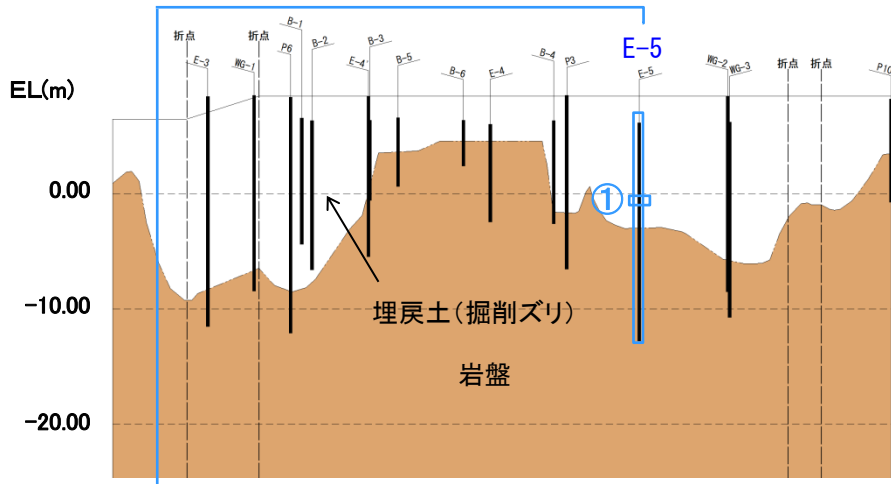 E-5
折点
E-3
WG-1
折点
P6
B-1
B-2
B-3
E-4'
B-5
B-6
E-4
B-4
P3
E-5
WG-2
WG-3
折点
折点
P10
EL(m)
0.00
①
-10.00
埋戻土(掘削ズリ)
岩盤
-20.00